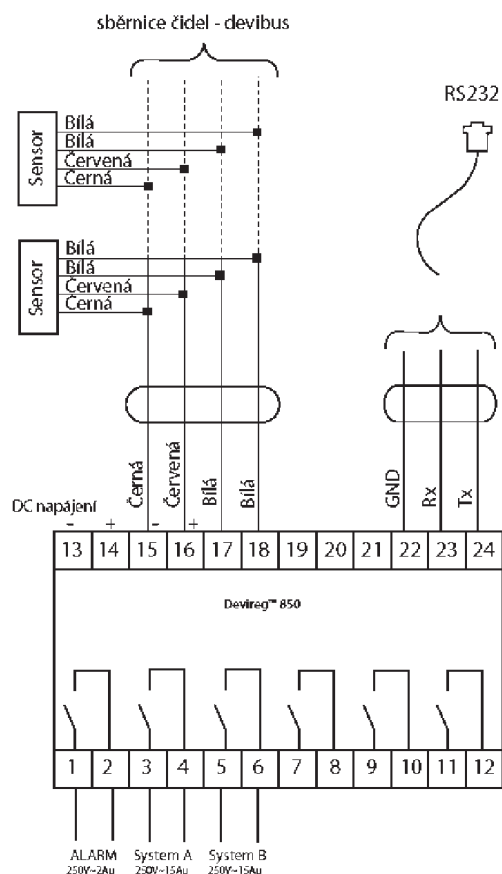 sběrnice čidel - devibus
RS232
Sensor
Bílá
Bílá
Červená
Černá
Sensor
Bílá
Bílá
Červená
Černá
DC napájení
- +
Černá
-
Červená
+
Bílá
Bílá
GND
Rx
Tx
13 14 15 16 17 18 19 20 21 22 23 24
Devireg™ 850
1 2 3 4 5 6 7 8 9 10 11 12
ALARM System A System B
250V~2Au 250V~15Au 250V~15Au